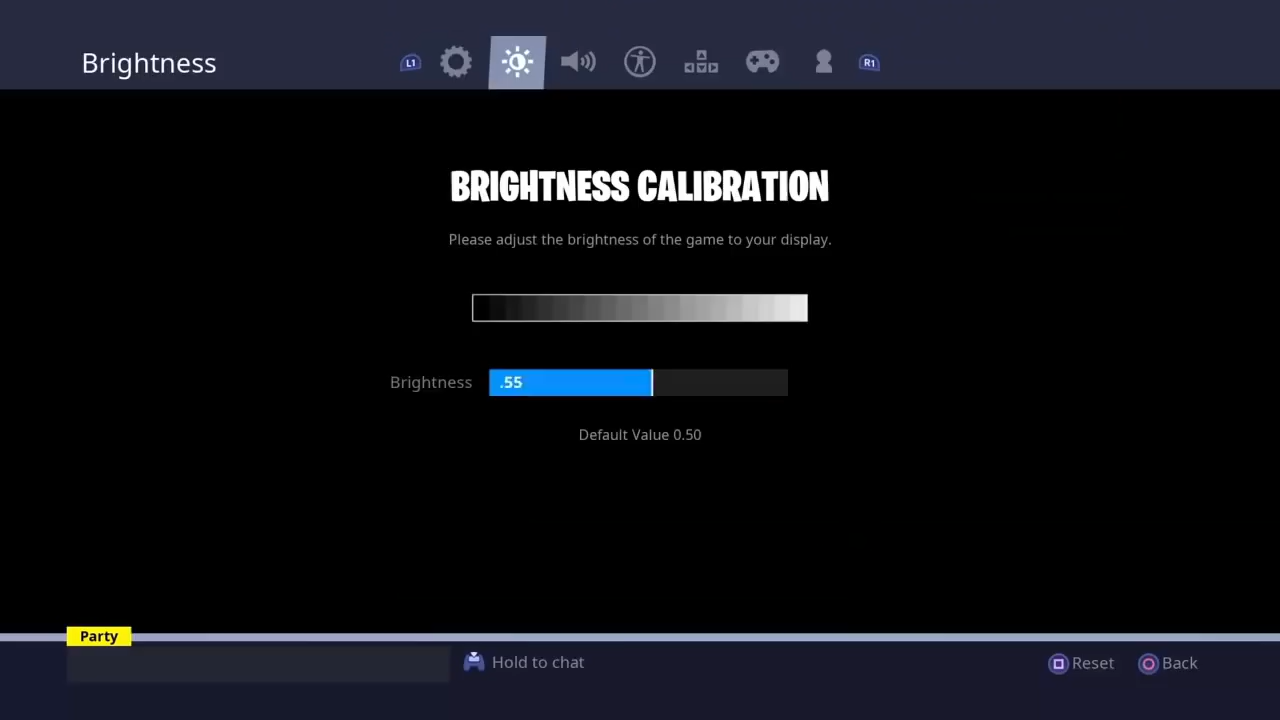 Brightness
L1
R1
BRIGHTNESS CALIBRATION
Please adjust the brightness of the game to your display.
Brightness
.55
Default Value 0.50
Party
Hold to chat
Reset
Back